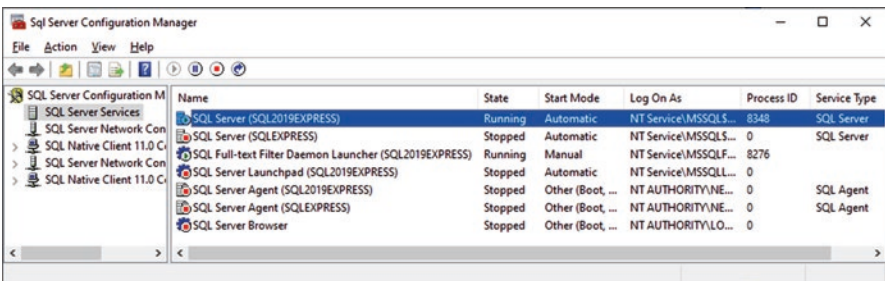 Sql Server Configuration Manager
File Action View Help
SQL Server Configuration M
SQL Server Services
SQL Server Network Con
SQL Native Client 11.0 C
SQL Server Network Con
SQL Native Client 11.0 C
Name State Start Mode Log On As Process ID Service Type
SQL Server (SQL2019EXPRESS) Running Automatic NT Service\MSSQL$... 8348 SQL Server
SQL Server (SQLEXPRESS) Stopped Automatic NT Service\MSSQL$... 0 SQL Server
SQL Full-text Filter Daemon Launcher (SQL2019EXPRESS) Running Manual NT Service\MSSQLF... 8276
SQL Server Launchpad (SQL2019EXPRESS) Stopped Automatic NT Service\MSSQLL... 0
SQL Server Agent (SQL2019EXPRESS) Stopped Other (Boot, ... NT AUTHORITY\NE... 0 SQL Agent
SQL Server Agent (SQLEXPRESS) Stopped Other (Boot, ... NT AUTHORITY\NE... 0 SQL Agent
SQL Server Browser Stopped Other (Boot, ... NT AUTHORITY\LO... 0